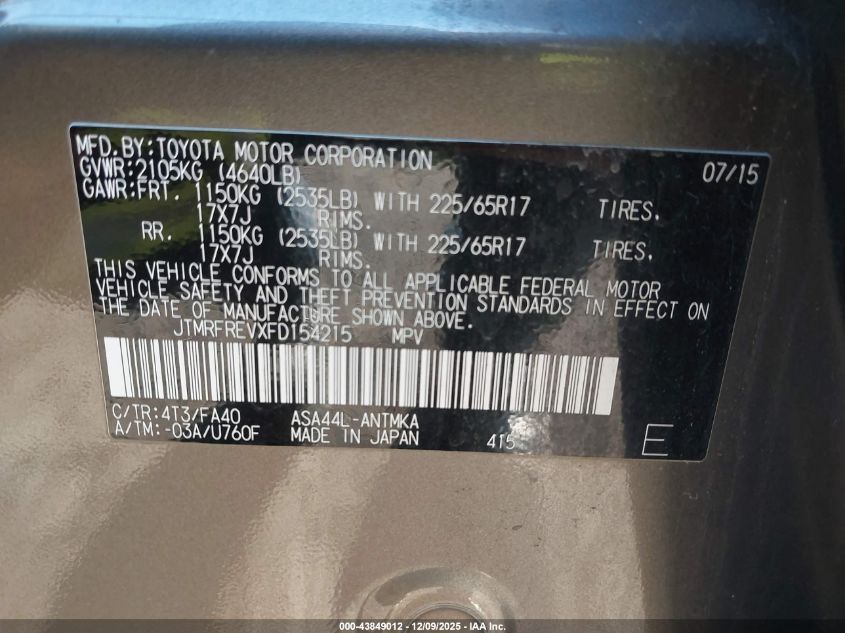 MFD.BY:TOYOTA MOTOR CORPORATION 07/15
GVWR:2105KG (4640LB)
GAWR:FRT. 1150KG (2535LB) WITH 225/65R17 TIRES.
17X7J RIMS.
RR. 1150KG (2535LB) WITH 225/65R17 TIRES.
17X7J RIMS.
THIS VEHICLE CONFORMS TO ALL APPLICABLE FEDERAL MOTOR
VEHICLE SAFETY AND THEFT PREVENTION STANDARDS IN EFFECT ON
THE DATE OF MANUFACTURE SHOWN ABOVE.
JTMRFREVXFD154215 MPV
C/TR:4T3/FA40 ASA44L-ANTMKA
A/TM:-03A/U760F MADE IN JAPAN 415 E
000-43849012 - 12/09/2025 - IAA Inc.